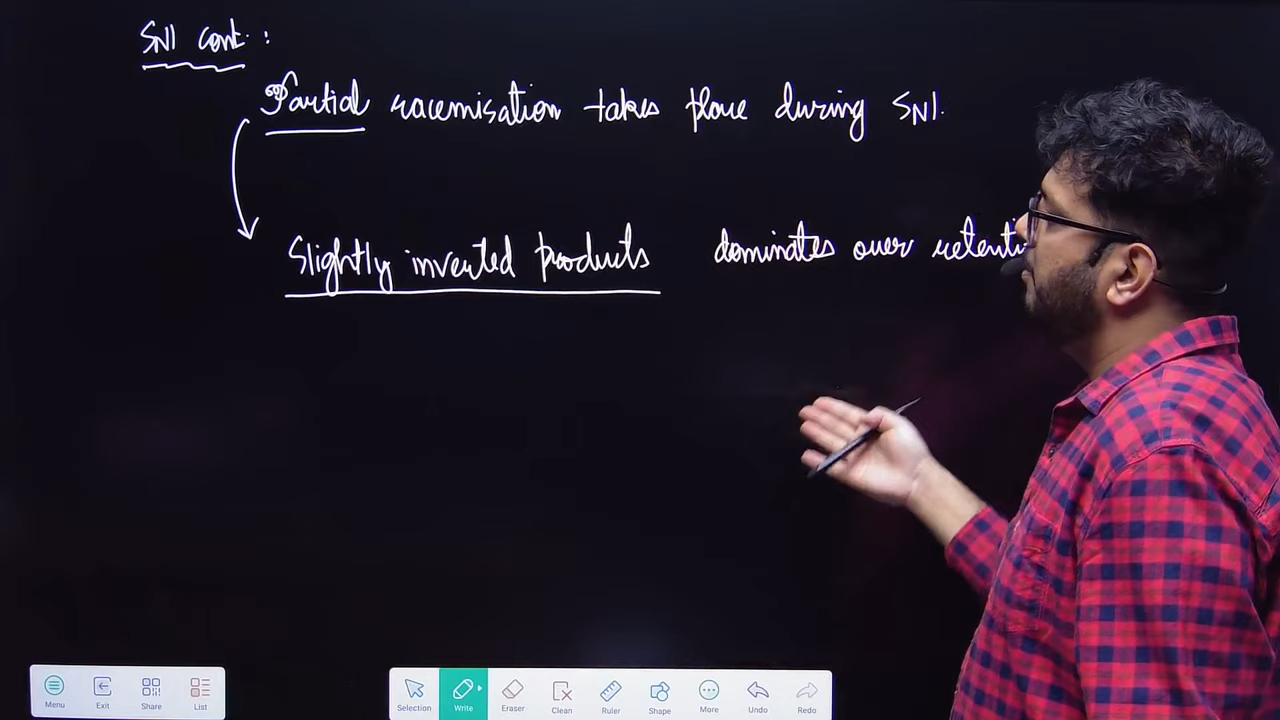 SN1 cont. :
Partial racemisation takes place during SN1.
Slightly inverted products dominates over retenti
Menu Exit Share List Selection Write Eraser Clean Ruler Shape More Undo Redo